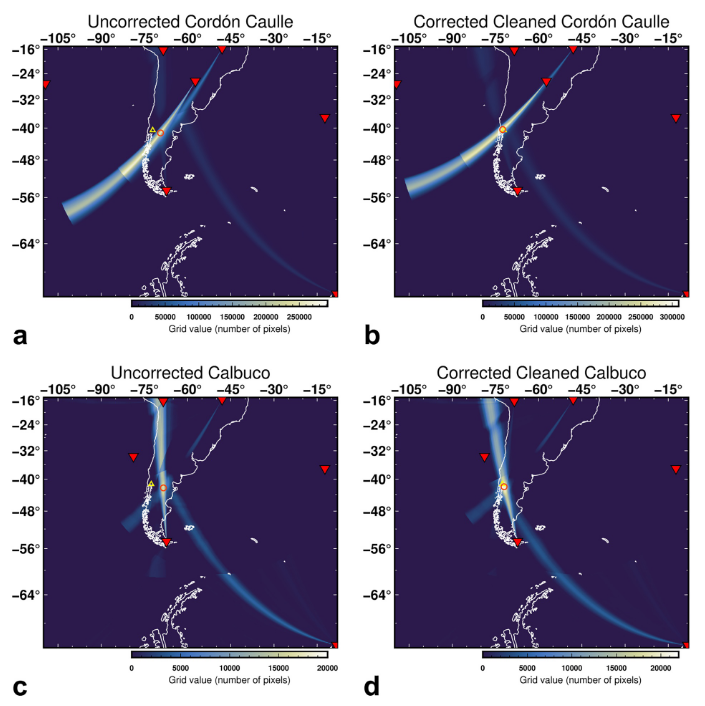 Uncorrected Cordón Caulle
−105° −90° −75° −60° −45° −30° −15°
−16°
−24°
−32°
−40°
−48°
−56°
−64°
0 50000 100000 150000 200000 250000
Grid value (number of pixels)
a
Corrected Cleaned Cordón Caulle
−105° −90° −75° −60° −45° −30° −15°
−16°
−24°
−32°
−40°
−48°
−56°
−64°
0 50000 100000 150000 200000 250000 300000
Grid value (number of pixels)
b
Uncorrected Calbuco
−105° −90° −75° −60° −45° −30° −15°
−16°
−24°
−32°
−40°
−48°
−56°
−64°
0 5000 10000 15000 20000
Grid value (number of pixels)
c
Corrected Cleaned Calbuco
−105° −90° −75° −60° −45° −30° −15°
−16°
−24°
−32°
−40°
−48°
−56°
−64°
0 5000 10000 15000 20000
Grid value (number of pixels)
d